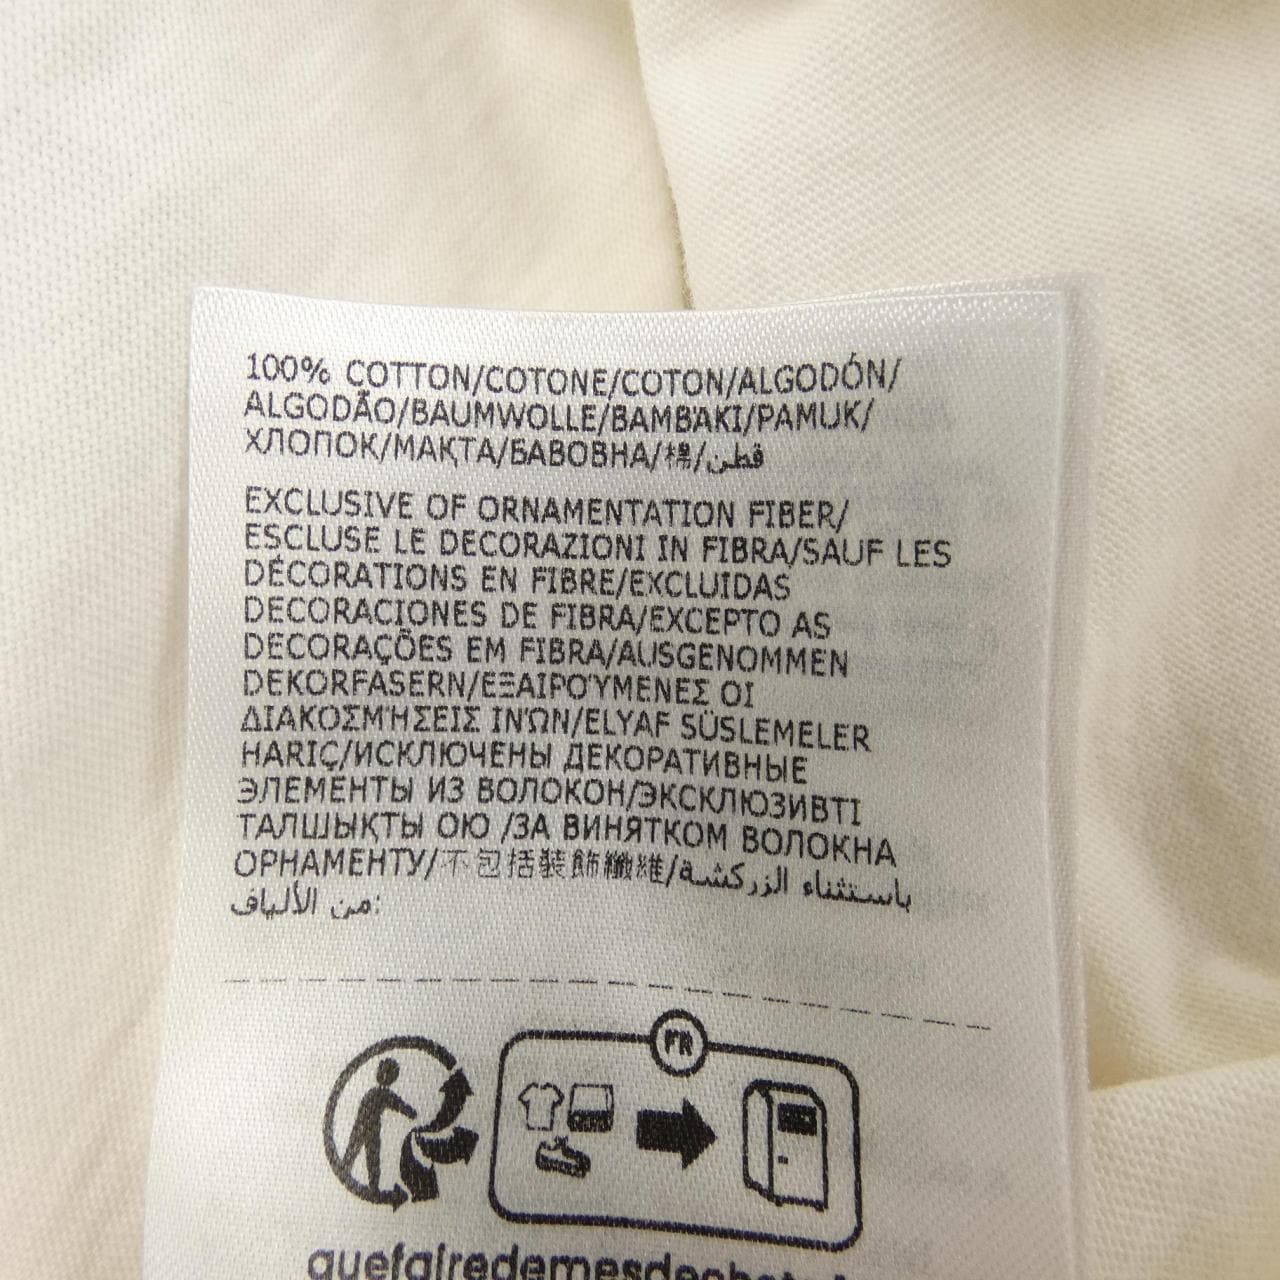 100% COTTON/COTONE/COTON/ALGODÓN/
ALGODÃO/BAUMWOLLE/BAMBAKI/PAMUK/
ХЛОПОК/МАҚТА/БАВОВНА/棉/قطن
EXCLUSIVE OF ORNAMENTATION FIBER/
ESCLUSE LE DECORAZIONI IN FIBRA/SAUF LES
DÉCORATIONS EN FIBRE/EXCLUIDAS
DECORACIONES DE FIBRA/EXCEPTO AS
DECORAÇÕES EM FIBRA/AUSGENOMMEN
DEKORFASERN/ΕΞΑΙΡΟΎΜΕΝΕΣ ΟΙ
ΔΙΑΚΟΣΜΉΣΕΙΣ ΙΝΏΝ/ELYAF SÜSLEMELER
HARIÇ/ИСКЛЮЧЕНЫ ДЕКОРАТИВНЫЕ
ЭЛЕМЕНТЫ ИЗ ВОЛОКОН/ЭКСКЛЮЗИВТІ
ТАЛШЫҚТЫ ОЮ /ЗА ВИНЯТКОМ ВОЛОКНА
ОРНАМЕНТУ/不包括裝飾纖維/باستثناء الزركشة
من الألياف:
FR
quefairedemesdechets